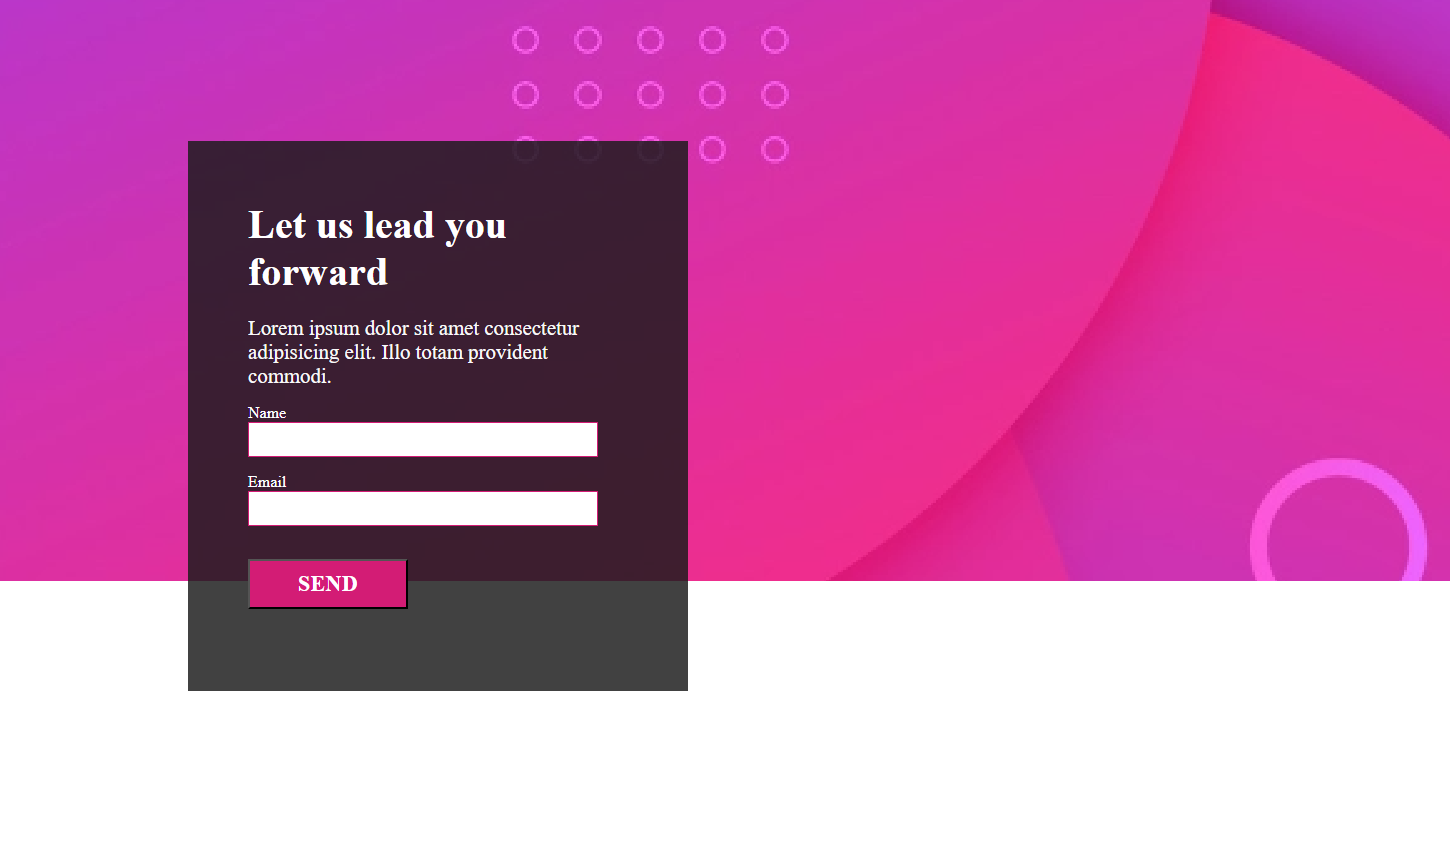 Let us lead you
forward
Lorem ipsum dolor sit amet consectetur
adipisicing elit. Illo totam provident
commodi.
Name
Email
SEND